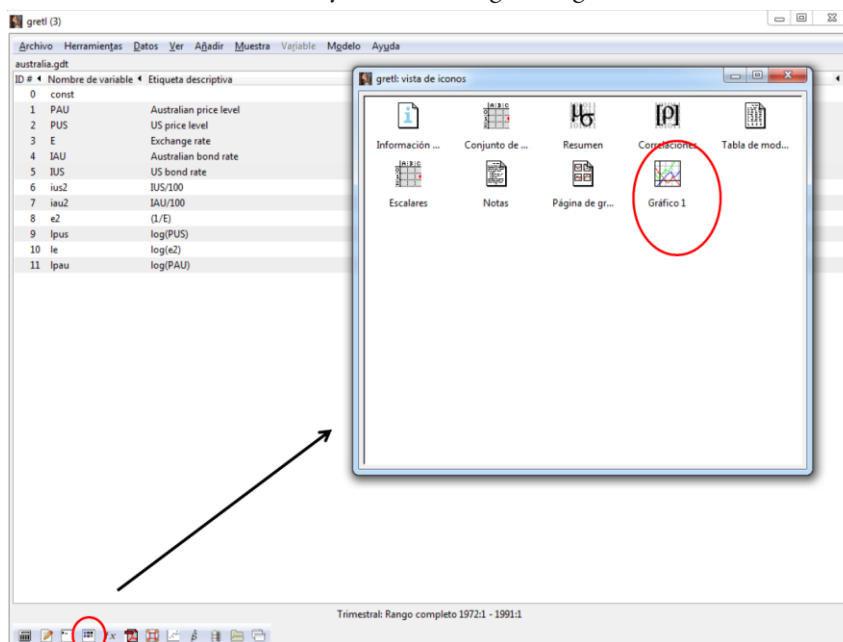 gretl (3)
Archivo Herramientas Datos Ver Añadir Muestra Variable Modelo Ayuda
australia.gdt
ID # Nombre de variable Etiqueta descriptiva
0 const
1 PAU Australian price level
2 PUS US price level
3 E Exchange rate
4 IAU Australian bond rate
5 IUS US bond rate
6 ius2 IUS/100
7 iau2 IAU/100
8 e2 (1/E)
9 lpus log(PUS)
10 le log(e2)
11 lpau log(PAU)
gretl: vista de iconos
Información ... Conjunto de ... Resumen Correlaciones Tabla de mod...
Escalares Notas Página de gr... Gráfico 1
Trimestral: Rango completo 1972:1 - 1991:1